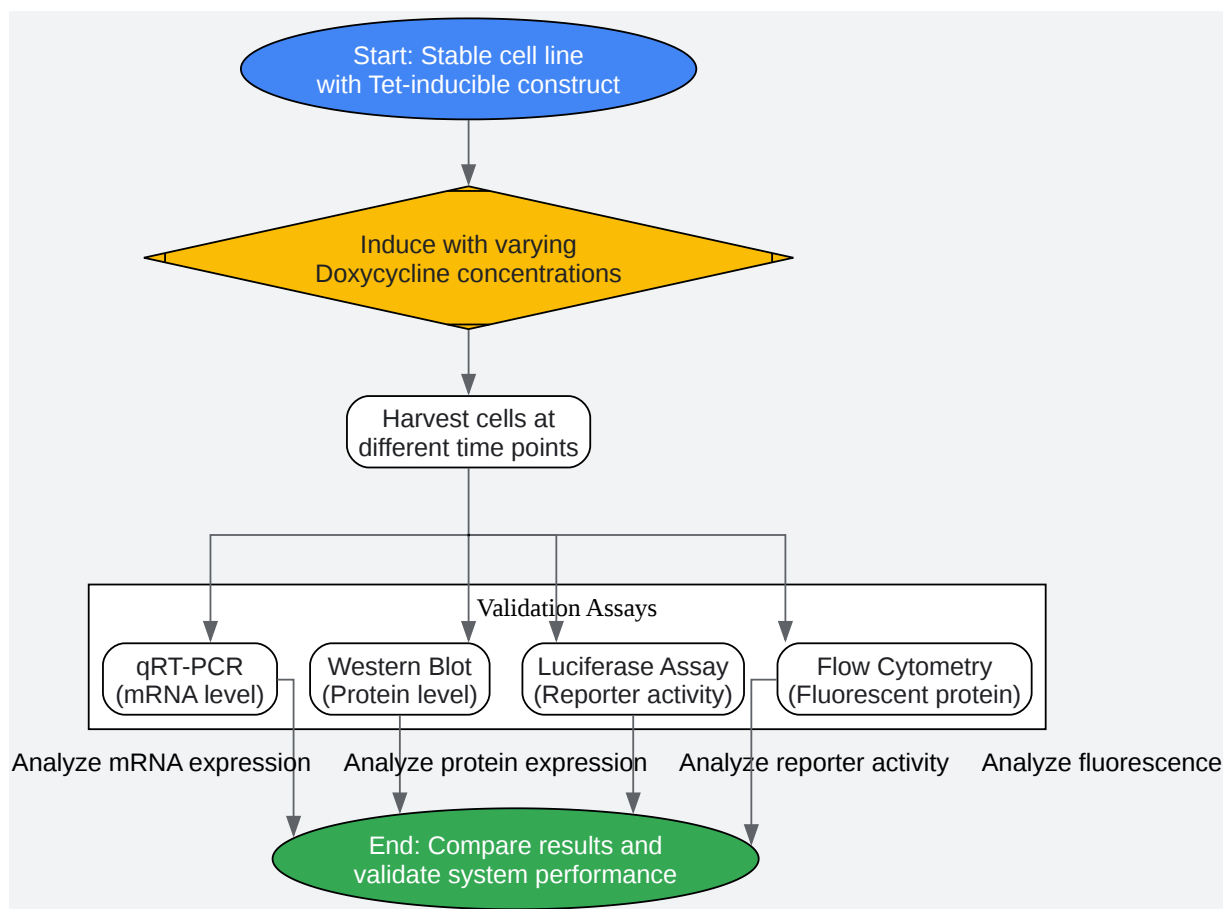 Start: Stable cell line
with Tet-inducible construct
Induce with varying
Doxycycline concentrations
Harvest cells at
different time points
Validation Assays
qRT-PCR
(mRNA level)
Western Blot
(Protein level)
Luciferase Assay
(Reporter activity)
Flow Cytometry
(Fluorescent protein)
Analyze mRNA expression
Analyze protein expression
Analyze reporter activity
Analyze fluorescence
End: Compare results and
validate system performance